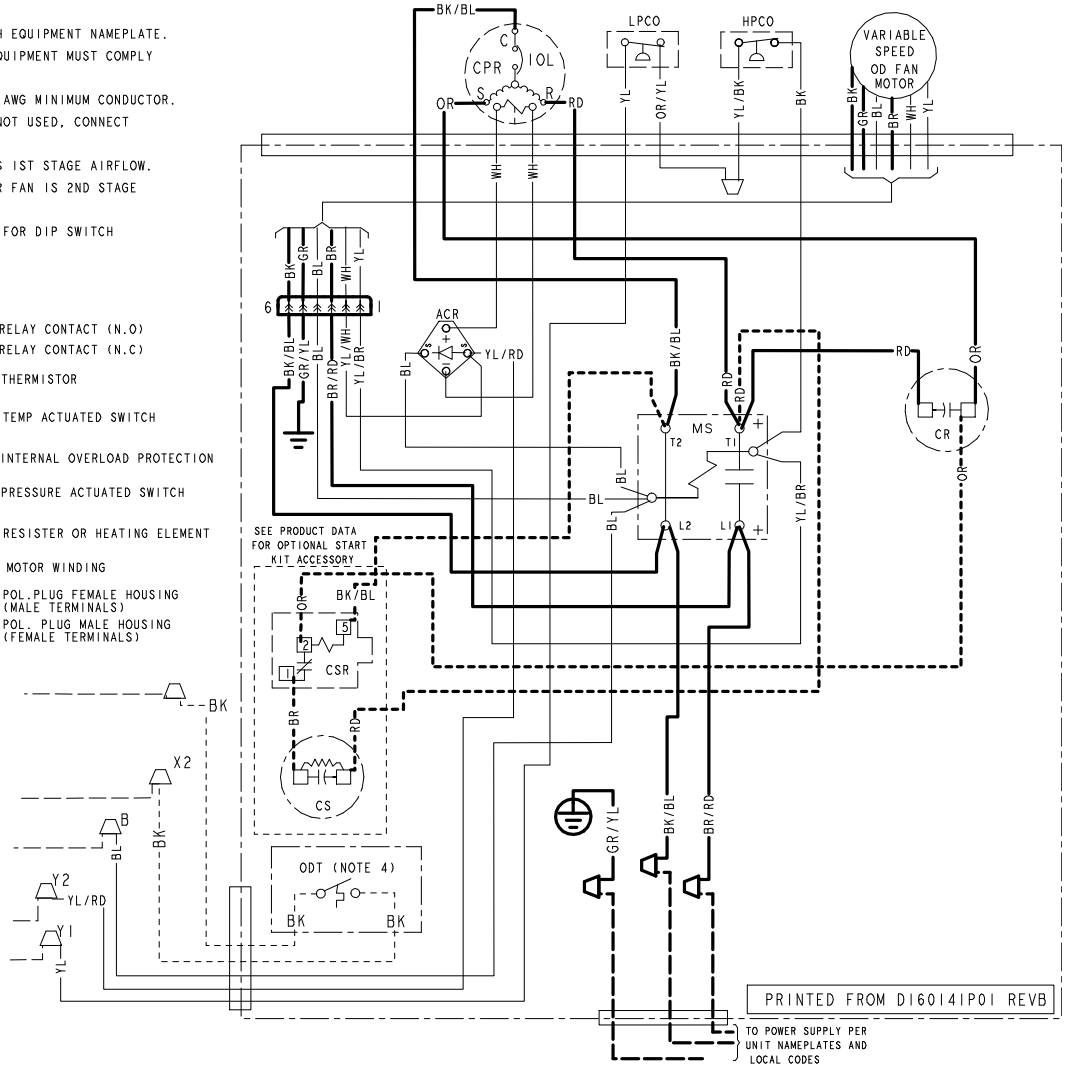 H EQUIPMENT NAMEPLATE.
QUIPMENT MUST COMPLY
AWG MINIMUM CONDUCTOR.
NOT USED, CONNECT
S 1ST STAGE AIRFLOW.
R FAN IS 2ND STAGE
FOR DIP SWITCH
RELAY CONTACT (N.O)
RELAY CONTACT (N.C)
THERMISTOR
TEMP ACTUATED SWITCH
INTERNAL OVERLOAD PROTECTION
PRESSURE ACTUATED SWITCH
RESISTER OR HEATING ELEMENT
MOTOR WINDING
POL.PLUG FEMALE HOUSING
(MALE TERMINALS)
POL. PLUG MALE HOUSING
(FEMALE TERMINALS)
BK/BL
C
CPR
IOL
S
R
OR
RD
WH
WH
LPCO
YL
OR/YL
HPCO
YL/BK
BK
VARIABLE
SPEED
OD FAN
MOTOR
BK
GR
BL
BR
WH
YL
BK
GR
BL
BR
WH
YL
6
1
BK/BL
GR/YL
BL
BR/RD
YL/WH
YL/BR
ACR
+
S
S
YL/RD
BL
BK/BL
RD
RD
RD
OR
CR
OR
MS
T2
T1
+
BL
BL
BL
L2
L1
+
YL/BR
SEE PRODUCT DATA
FOR OPTIONAL START
KIT ACCESSORY
OR
BK/BL
5
2
1
CSR
BR
RD
CS
BK
X2
BK
B
BL
Y2
YL/RD
Y1
YL
ODT (NOTE 4)
BK
BK
GR/YL
BK/BL
BR/RD
PRINTED FROM D160141P01 REVB
TO POWER SUPPLY PER
UNIT NAMEPLATES AND
LOCAL CODES